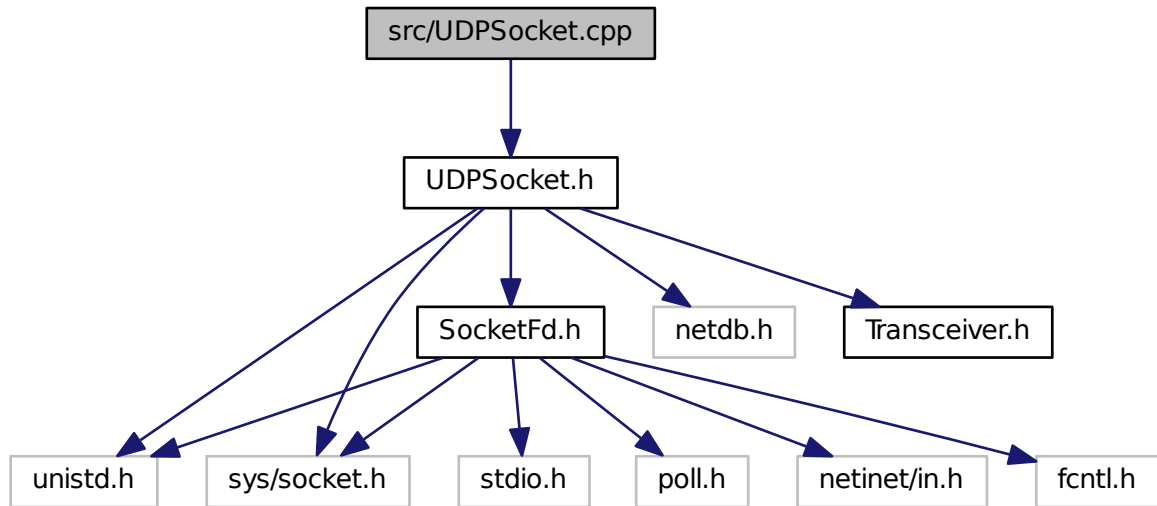 src/UDPSocket.cpp
UDPSocket.h
SocketFd.h
netdb.h
Transceiver.h
unistd.h
sys/socket.h
stdio.h
poll.h
netinet/in.h
fcntl.h